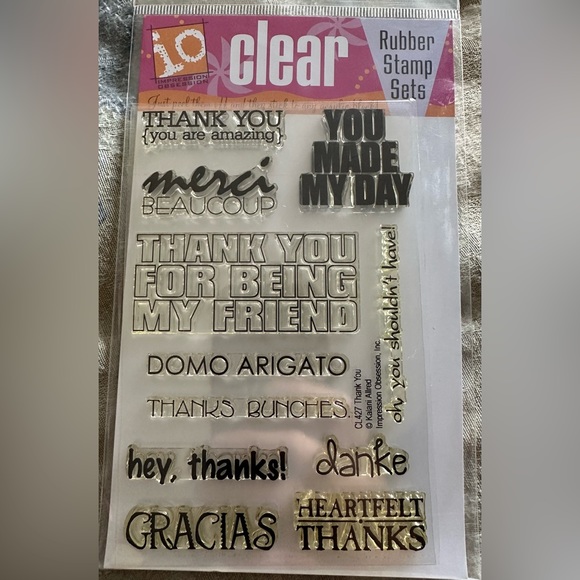 io
IMPRESSION OBSESSION
clear
Rubber
Stamp
Sets
THANK YOU
{you are amazing}
YOU
MADE
MY DAY
merci
BEAUCOUP
THANK YOU
FOR BEING
MY FRIEND
oh, you shouldn't have!
DOMO ARIGATO
THANKS BUNCHES.
CL427 Thank You
© Kaiani Allred
Impression Obsession, Inc.
hey, thanks!
danke
GRACIAS
HEARTFELT
THANKS